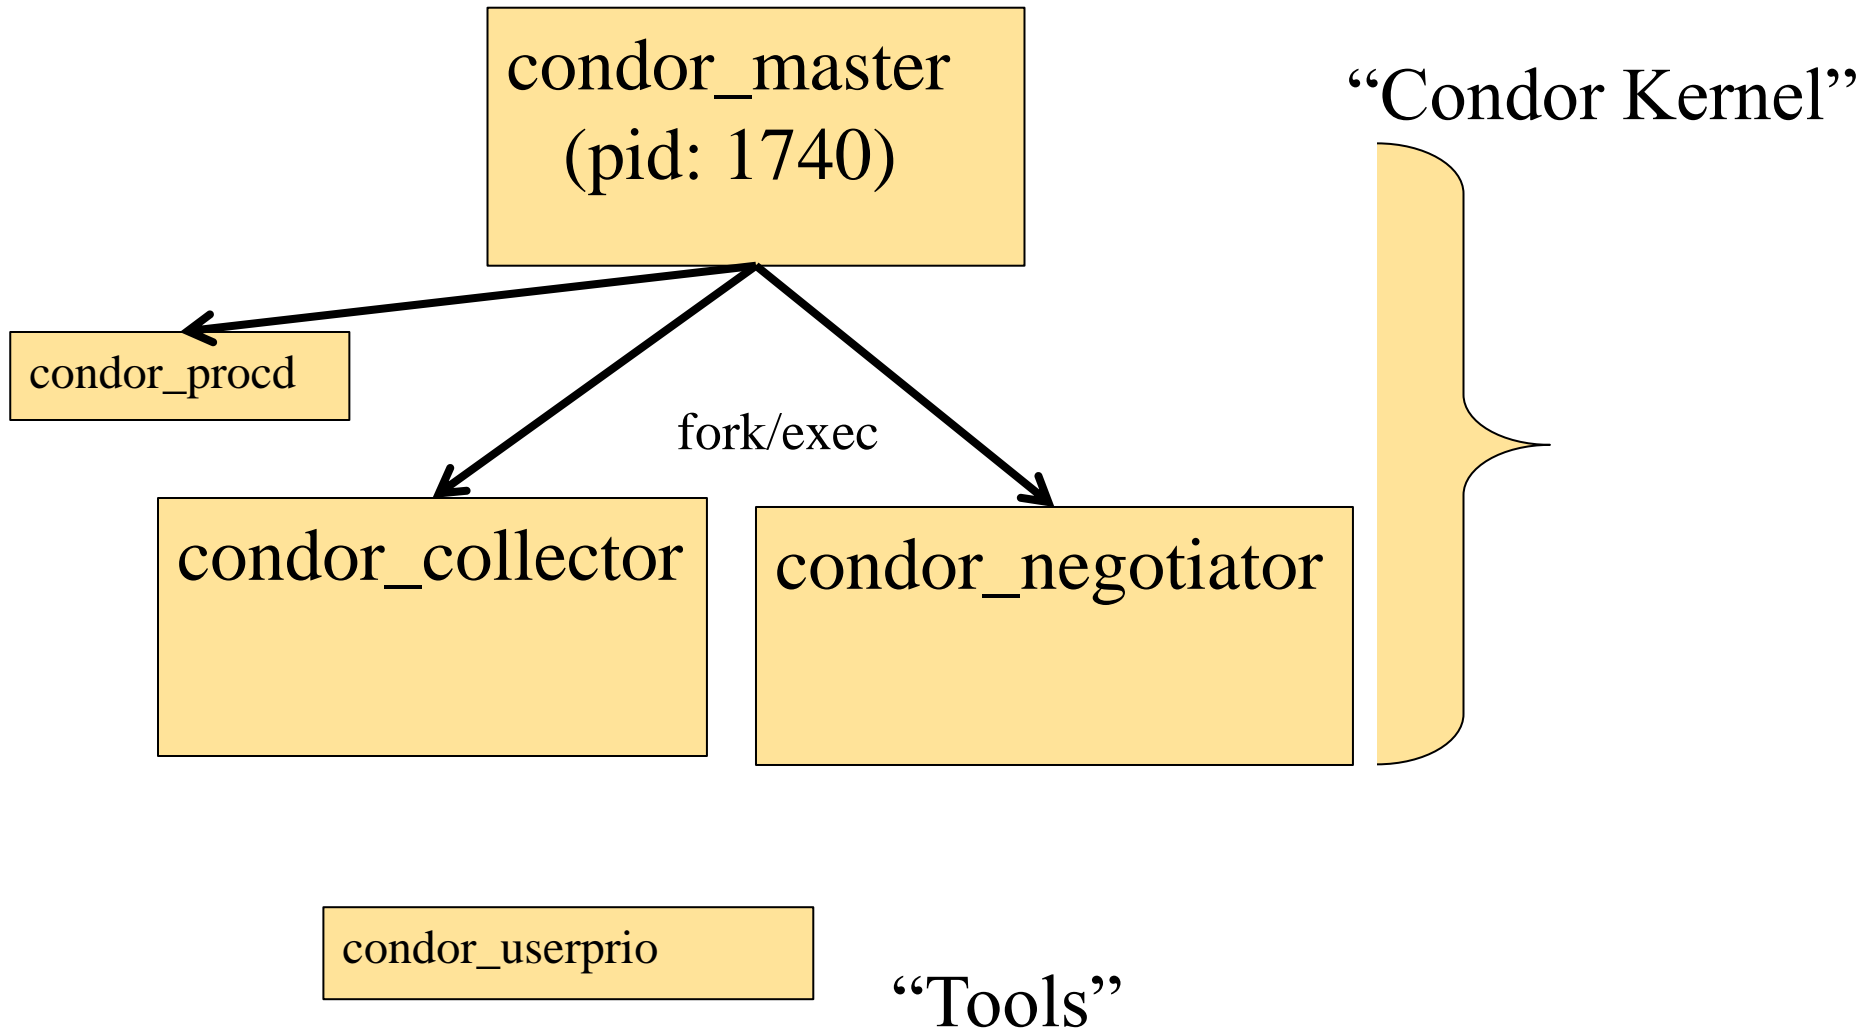 condor_master
(pid: 1740)
“Condor Kernel”
condor_procd
fork/exec
condor_collector
condor_negotiator
condor_userprio
“Tools”